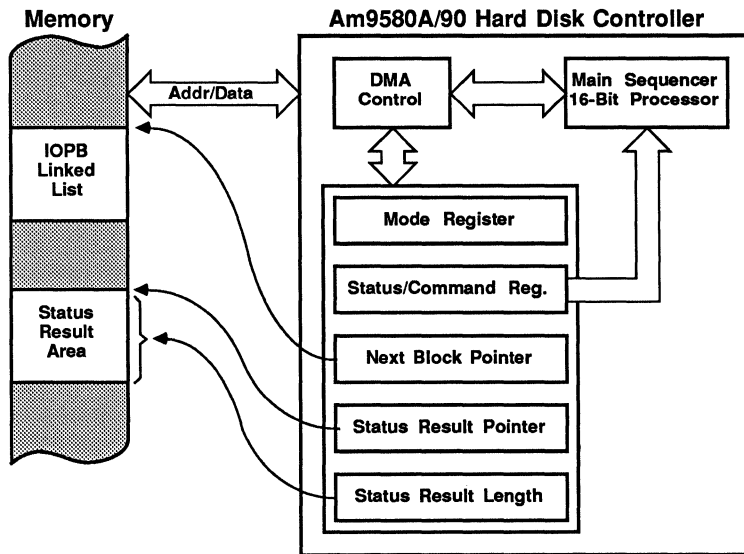 Memory
Am9580A/90 Hard Disk Controller
Addr/Data
DMA
Control
Main Sequencer
16-Bit Processor
IOPB
Linked
List
Mode Register
Status/Command Reg.
Status
Result
Area
Next Block Pointer
Status Result Pointer
Status Result Length